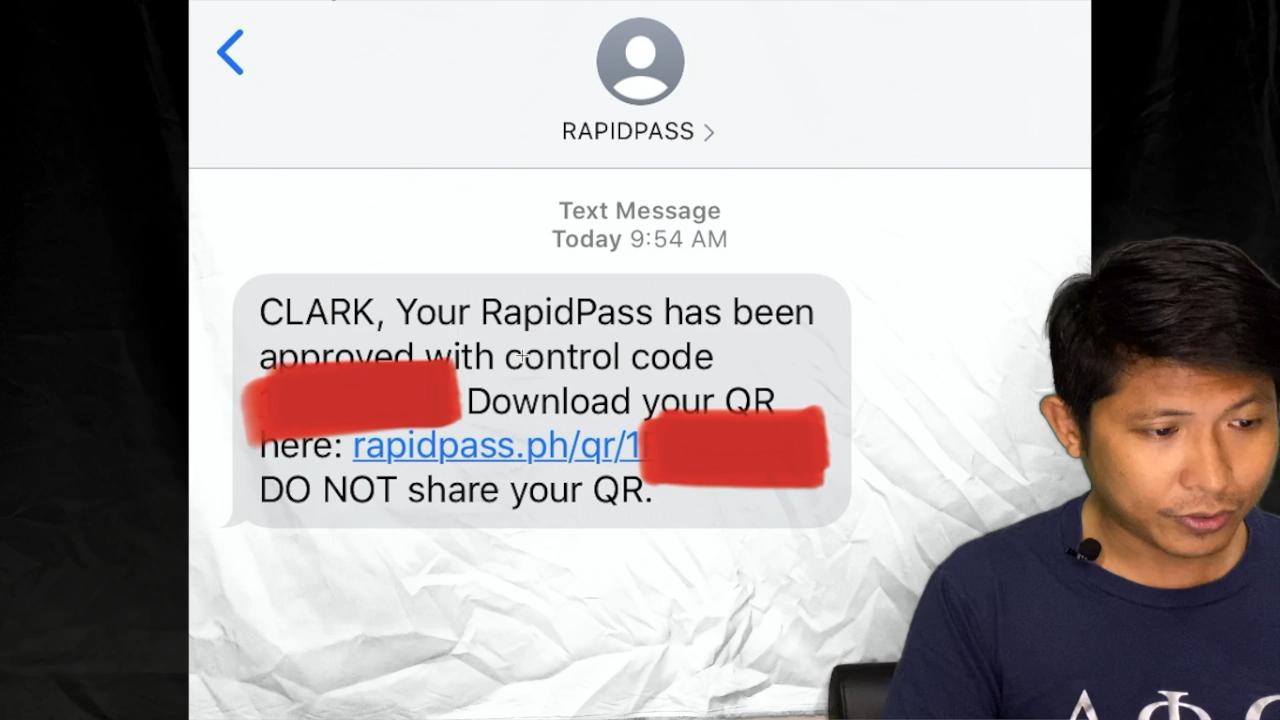 RAPIDPASS
Text Message
Today 9:54 AM
CLARK, Your RapidPass has been
approved with control code
Download your QR
here: rapidpass.ph/qr/1
DO NOT share your QR.
ΑΦ